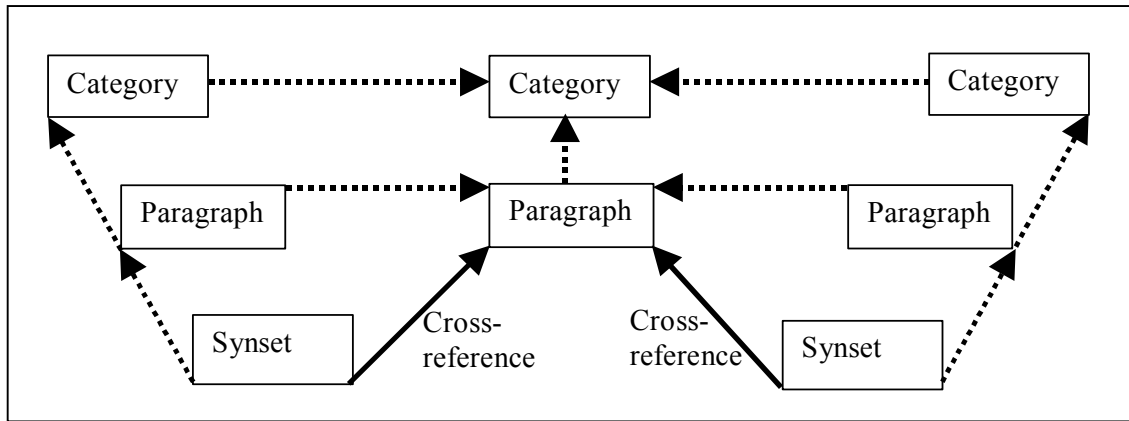 Category
Category
Category
Paragraph
Paragraph
Paragraph
Synset
Cross-
reference
Cross-
reference
Synset